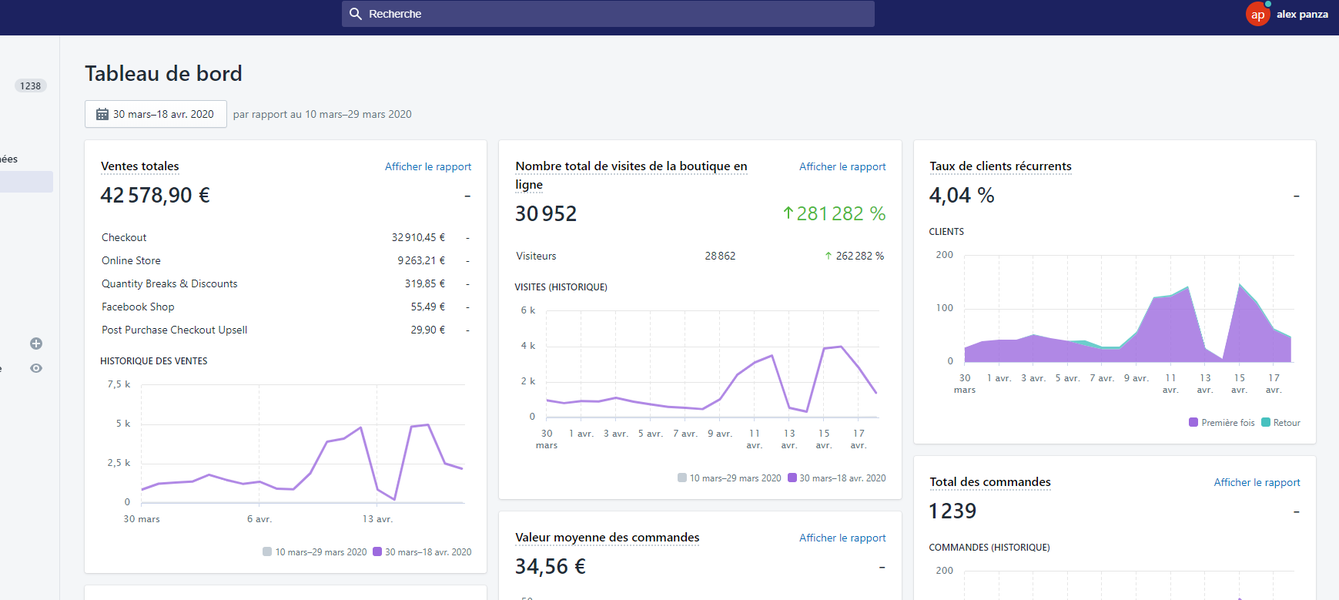 Recherche
ap
alex panza
1238
Tableau de bord
30 mars–18 avr. 2020
par rapport au 10 mars–29 mars 2020
nées
e
Ventes totales
Afficher le rapport
42 578,90 €
-
Checkout 32 910,45 € -
Online Store 9 263,21 € -
Quantity Breaks & Discounts 319,85 € -
Facebook Shop 55,49 € -
Post Purchase Checkout Upsell 29,90 € -
HISTORIQUE DES VENTES
7,5 k
5 k
2,5 k
0
30 mars 6 avr. 13 avr.
10 mars–29 mars 2020 30 mars–18 avr. 2020
Nombre total de visites de la boutique en
ligne
Afficher le rapport
30 952
↑ 281 282 %
Visiteurs 28 862 ↑ 262 282 %
VISITES (HISTORIQUE)
6 k
4 k
2 k
0
30 1 avr. 3 avr. 5 avr. 7 avr. 9 avr. 11 13 15 17
mars avr. avr. avr. avr.
10 mars–29 mars 2020 30 mars–18 avr. 2020
Valeur moyenne des commandes
Afficher le rapport
34,56 €
-
50
Taux de clients récurrents
4,04 %
-
CLIENTS
200
100
0
30 1 avr. 3 avr. 5 avr. 7 avr. 9 avr. 11 13 15 17
mars avr. avr. avr. avr.
Première fois Retour
Total des commandes
Afficher le rapport
1 239
-
COMMANDES (HISTORIQUE)
200